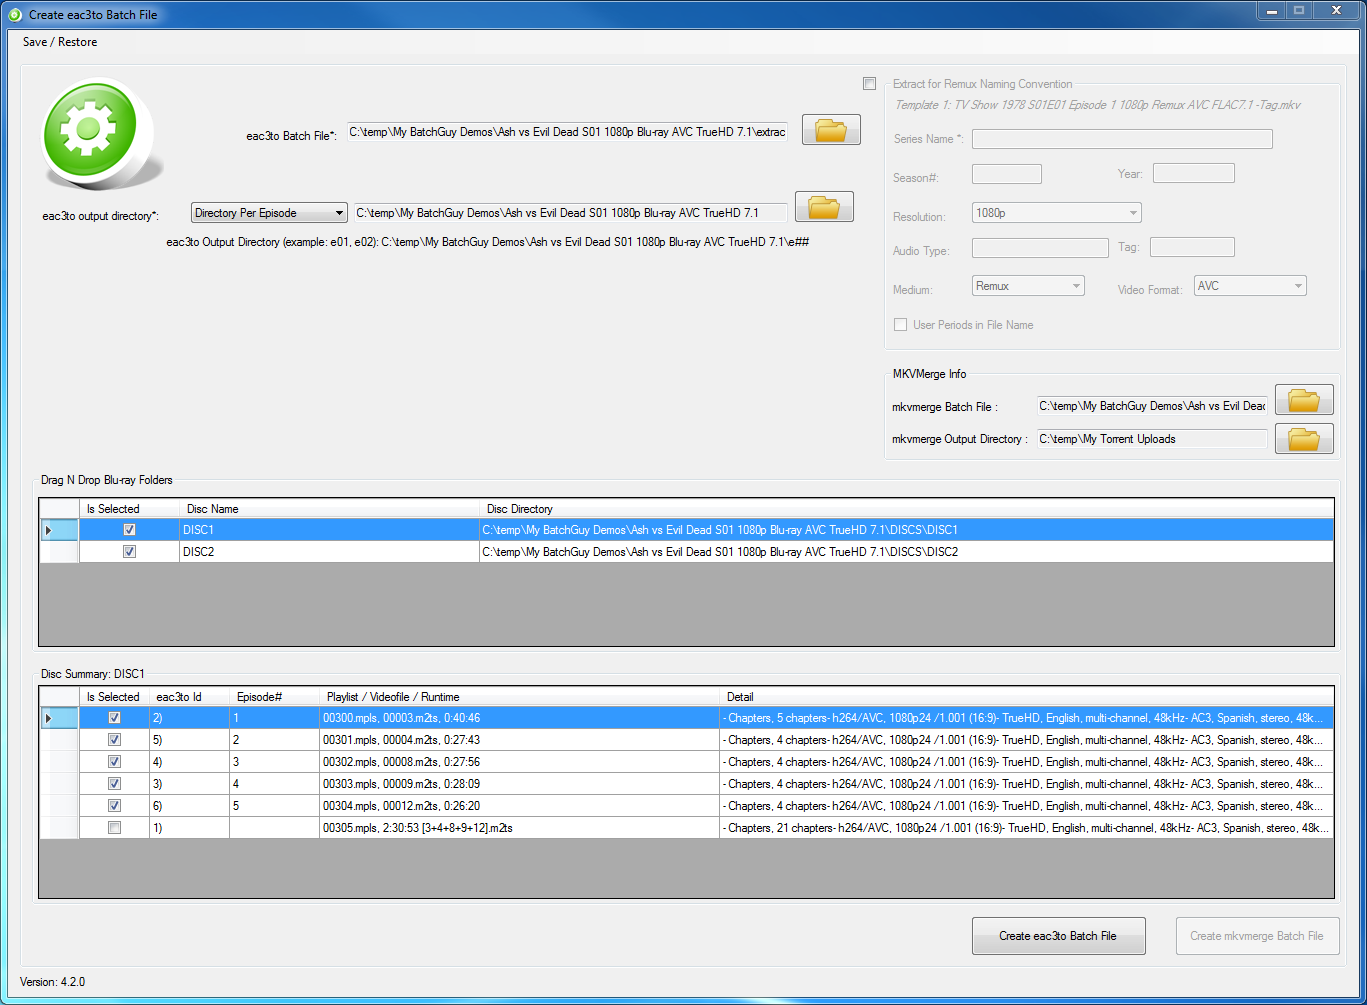 Create eac3to Batch File
Save / Restore
Extract for Remux Naming Convention
Template 1: TV Show 1978 S01E01 Episode 1 1080p Remux AVC FLAC7.1 -Tag.mkv
eac3to Batch File*: C:\temp\My BatchGuy Demos\Ash vs Evil Dead S01 1080p Blu-ray AVC TrueHD 7.1\extrac
Series Name *:
Season#: Year:
eac3to output directory*: Directory Per Episode C:\temp\My BatchGuy Demos\Ash vs Evil Dead S01 1080p Blu-ray AVC TrueHD 7.1
Resolution: 1080p
eac3to Output Directory (example: e01, e02): C:\temp\My BatchGuy Demos\Ash vs Evil Dead S01 1080p Blu-ray AVC TrueHD 7.1\e##
Audio Type: Tag:
Medium: Remux Video Format: AVC
User Periods in File Name
MKVMerge Info
mkvmerge Batch File : C:\temp\My BatchGuy Demos\Ash vs Evil Dead
mkvmerge Output Directory : C:\temp\My Torrent Uploads
Drag N Drop Blu-ray Folders
Is Selected Disc Name Disc Directory
DISC1 C:\temp\My BatchGuy Demos\Ash vs Evil Dead S01 1080p Blu-ray AVC TrueHD 7.1\DISCS\DISC1
DISC2 C:\temp\My BatchGuy Demos\Ash vs Evil Dead S01 1080p Blu-ray AVC TrueHD 7.1\DISCS\DISC2
Disc Summary: DISC1
Is Selected eac3to Id Episode# Playlist / Videofile / Runtime Detail
2) 1 00300.mpls, 00003.m2ts, 0:40:46 - Chapters, 5 chapters- h264/AVC, 1080p24 /1.001 (16:9)- TrueHD, English, multi-channel, 48kHz- AC3, Spanish, stereo, 48k...
5) 2 00301.mpls, 00004.m2ts, 0:27:43 - Chapters, 4 chapters- h264/AVC, 1080p24 /1.001 (16:9)- TrueHD, English, multi-channel, 48kHz- AC3, Spanish, stereo, 48k...
4) 3 00302.mpls, 00008.m2ts, 0:27:56 - Chapters, 4 chapters- h264/AVC, 1080p24 /1.001 (16:9)- TrueHD, English, multi-channel, 48kHz- AC3, Spanish, stereo, 48k...
3) 4 00303.mpls, 00009.m2ts, 0:28:09 - Chapters, 4 chapters- h264/AVC, 1080p24 /1.001 (16:9)- TrueHD, English, multi-channel, 48kHz- AC3, Spanish, stereo, 48k...
6) 5 00304.mpls, 00012.m2ts, 0:26:20 - Chapters, 4 chapters- h264/AVC, 1080p24 /1.001 (16:9)- TrueHD, English, multi-channel, 48kHz- AC3, Spanish, stereo, 48k...
1) 00305.mpls, 2:30:53 [3+4+8+9+12].m2ts - Chapters, 21 chapters- h264/AVC, 1080p24 /1.001 (16:9)- TrueHD, English, multi-channel, 48kHz- AC3, Spanish, stereo, 48k...
Create eac3to Batch File Create mkvmerge Batch File
Version: 4.2.0